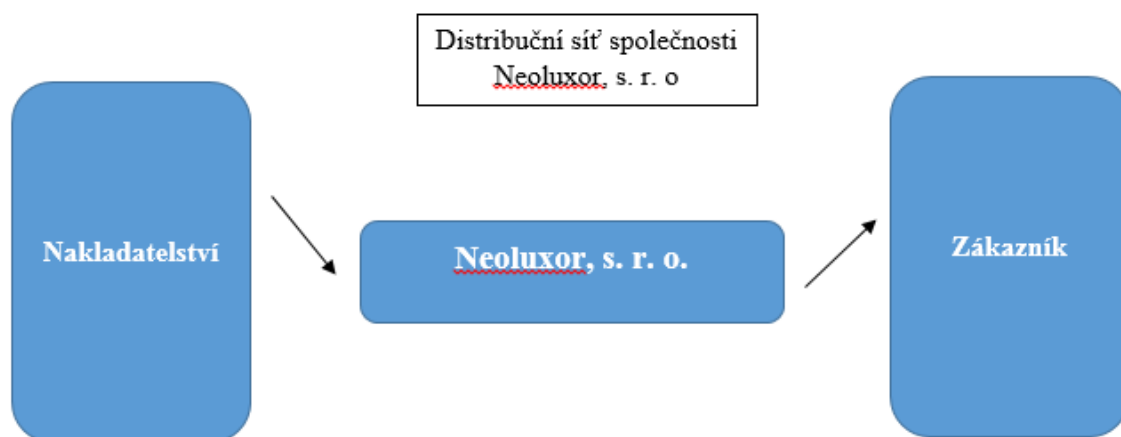 Distribuční síť společnosti
Neoluxor, s. r. o
Nakladatelství
Neoluxor, s. r. o.
Zákazník